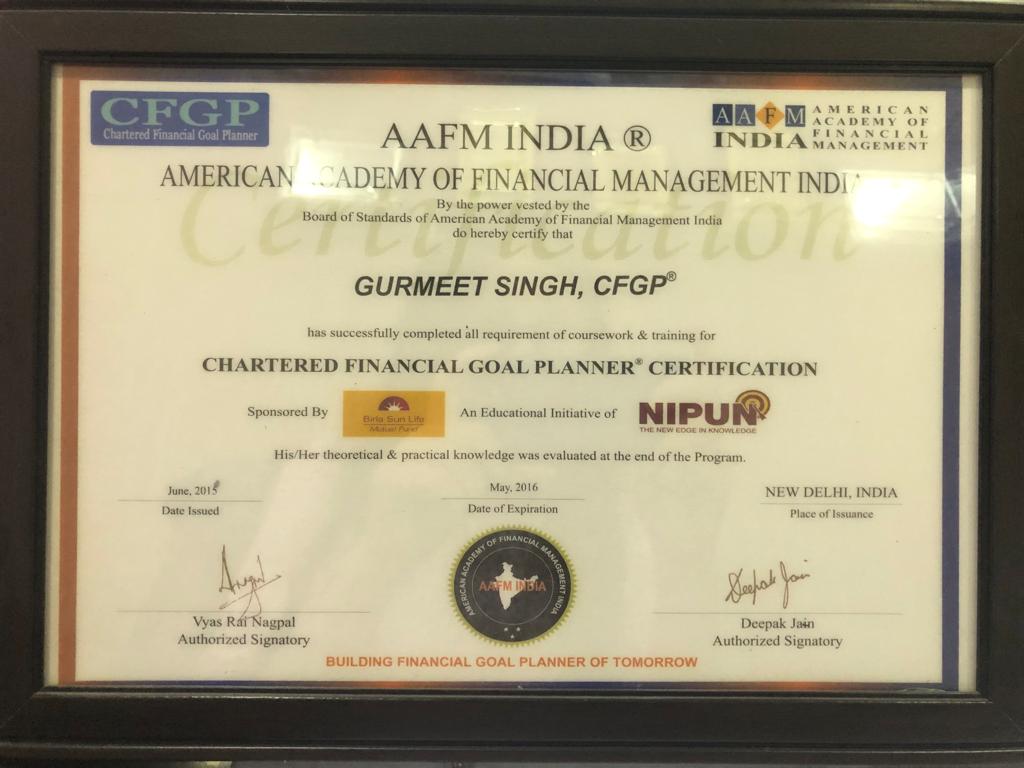 CFGP
Chartered Financial Goal Planner
AAFM
INDIA
AMERICAN
ACADEMY OF
FINANCIAL
MANAGEMENT
AAFM INDIA ®
AMERICAN ACADEMY OF FINANCIAL MANAGEMENT INDIA
Certification
By the power vested by the
Board of Standards of American Academy of Financial Management India
do hereby certify that
GURMEET SINGH, CFGP®
has successfully completed all requirement of coursework & training for
CHARTERED FINANCIAL GOAL PLANNER® CERTIFICATION
Sponsored By
Birla Sun Life
Mutual Fund
An Educational Initiative of
NIPUN
THE NEW EDGE IN KNOWLEDGE
His/Her theoretical & practical knowledge was evaluated at the end of the Program.
June, 2015
Date Issued
May, 2016
Date of Expiration
NEW DELHI, INDIA
Place of Issuance
AMERICAN ACADEMY OF FINANCIAL MANAGEMENT INDIA
AAFM INDIA
Deepak Jain
Vyas Rai Nagpal
Authorized Signatory
Deepak Jain
Authorized Signatory
BUILDING FINANCIAL GOAL PLANNER OF TOMORROW